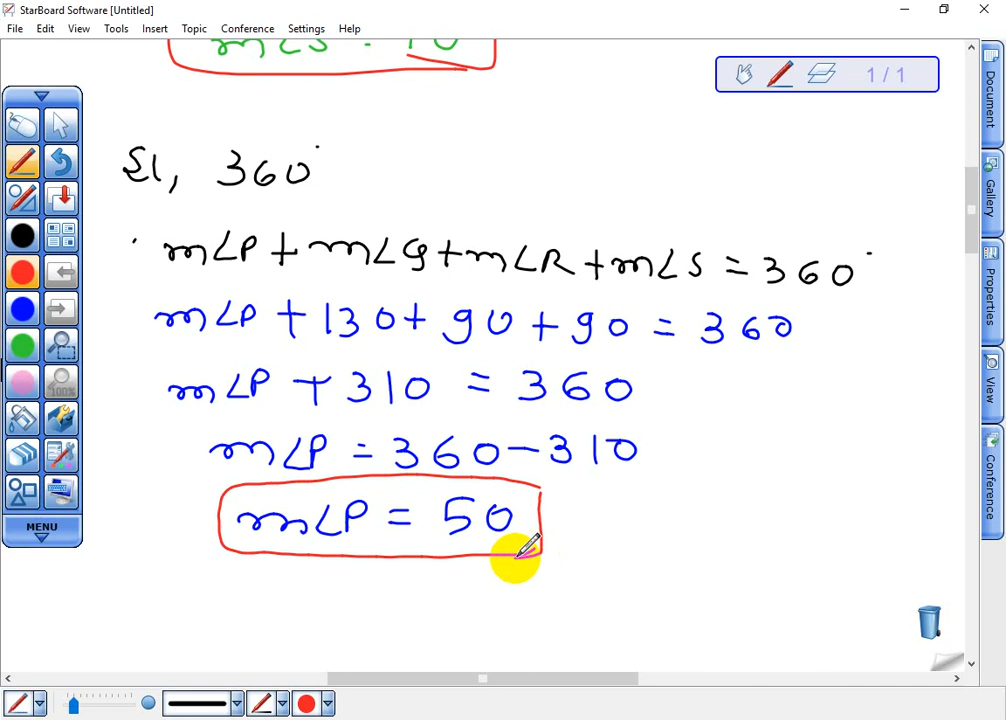 StarBoard Software [Untitled]
File Edit View Tools Insert Topic Conference Settings Help
1 / 1
હા, 360°
m∠P + m∠Q + m∠R + m∠S = 360°
m∠P + 130 + 90 + 90 = 360
m∠P + 310 = 360
m∠P = 360 - 310
m∠P = 50
100%
MENU
Document
Gallery
Properties
View
Conference